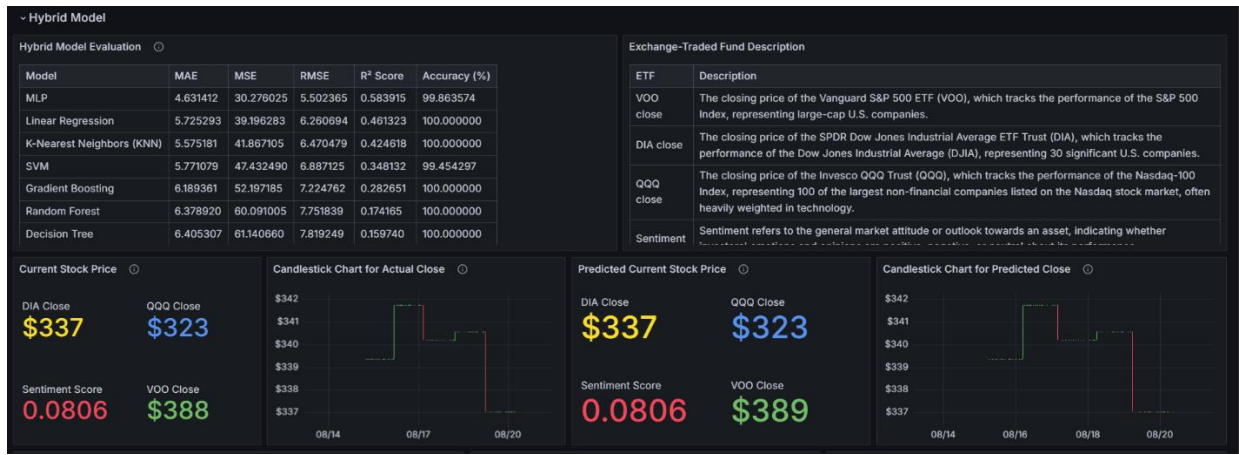 Hybrid Model
Hybrid Model Evaluation
Model MAE MSE RMSE R² Score Accuracy (%)
MLP 4.631412 30.276025 5.502365 0.583915 99.863574
Linear Regression 5.725293 39.196283 6.260694 0.461323 100.000000
K-Nearest Neighbors (KNN) 5.575181 41.867105 6.470479 0.424618 100.000000
SVM 5.771079 47.432490 6.887125 0.348132 99.454297
Gradient Boosting 6.189361 52.197185 7.224762 0.282651 100.000000
Random Forest 6.378920 60.091005 7.751839 0.174165 100.000000
Decision Tree 6.405307 61.140660 7.819249 0.159740 100.000000
Exchange-Traded Fund Description
ETF Description
VOO close
The closing price of the Vanguard S&P 500 ETF (VOO), which tracks the performance of the S&P 500
Index, representing large-cap U.S. companies.
DIA close
The closing price of the SPDR Dow Jones Industrial Average ETF Trust (DIA), which tracks the
performance of the Dow Jones Industrial Average (DJIA), representing 30 significant U.S. companies.
QQQ close
The closing price of the Invesco QQQ Trust (QQQ), which tracks the performance of the Nasdaq-100
Index, representing 100 of the largest non-financial companies listed on the Nasdaq stock market, often
heavily weighted in technology.
Sentiment
Sentiment refers to the general market attitude or outlook towards an asset, indicating whether
Current Stock Price
DIA Close QQQ Close
$337 $323
Sentiment Score VOO Close
0.0806 $388
Candlestick Chart for Actual Close
$342
$341
$340
$339
$338
$337
08/14 08/17 08/20
Predicted Current Stock Price
DIA Close QQQ Close
$337 $323
Sentiment Score VOO Close
0.0806 $389
Candlestick Chart for Predicted Close
$342
$341
$340
$339
$338
$337
08/14 08/16 08/18 08/20